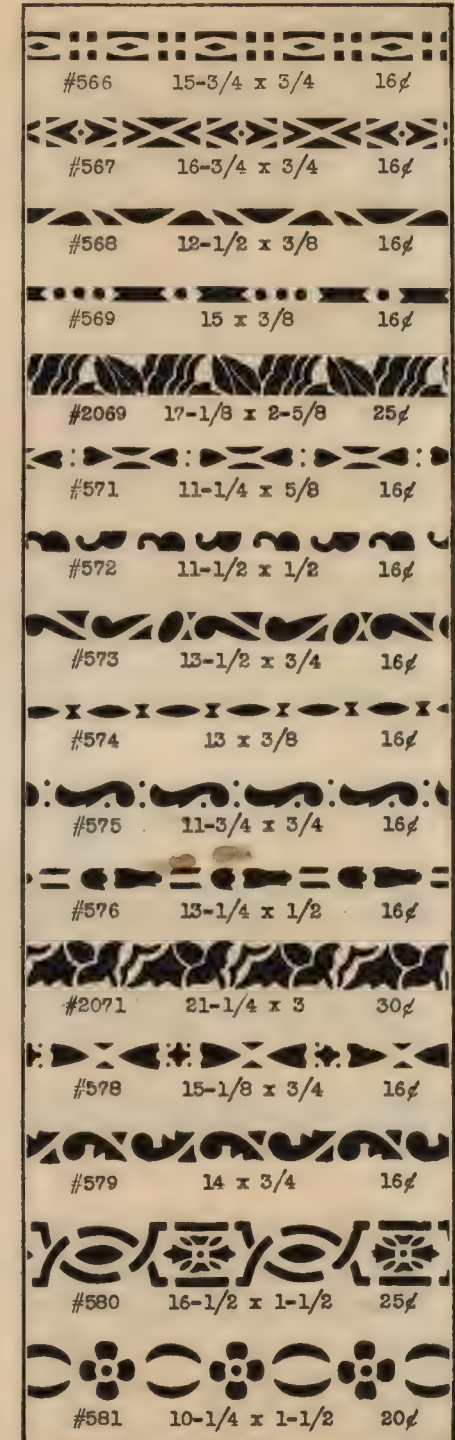 #566 15-3/4 x 3/4 16¢
#567 16-3/4 x 3/4 16¢
#568 12-1/2 x 3/8 16¢
#569 15 x 3/8 16¢
#2069 17-1/8 x 2-5/8 25¢
#571 11-1/4 x 5/8 16¢
#572 11-1/2 x 1/2 16¢
#573 13-1/2 x 3/4 16¢
#574 13 x 3/8 16¢
#575 11-3/4 x 3/4 16¢
#576 13-1/4 x 1/2 16¢
#2071 21-1/4 x 3 30¢
#578 15-1/8 x 3/4 16¢
#579 14 x 3/4 16¢
#580 16-1/2 x 1-1/2 25¢
#581 10-1/4 x 1-1/2 20¢